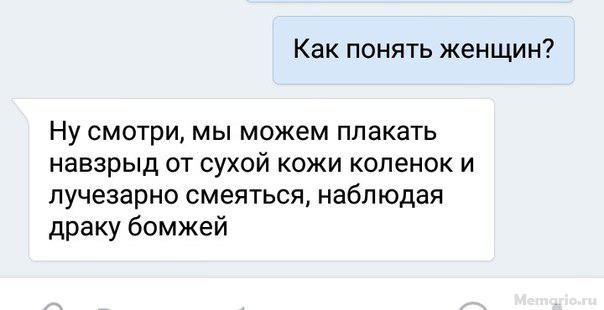 Как понять женщин?
Ну смотри, мы можем плакать
навзрыд от сухой кожи коленок и
лучезарно смеяться, наблюдая
драку бомжей
Memario.ru